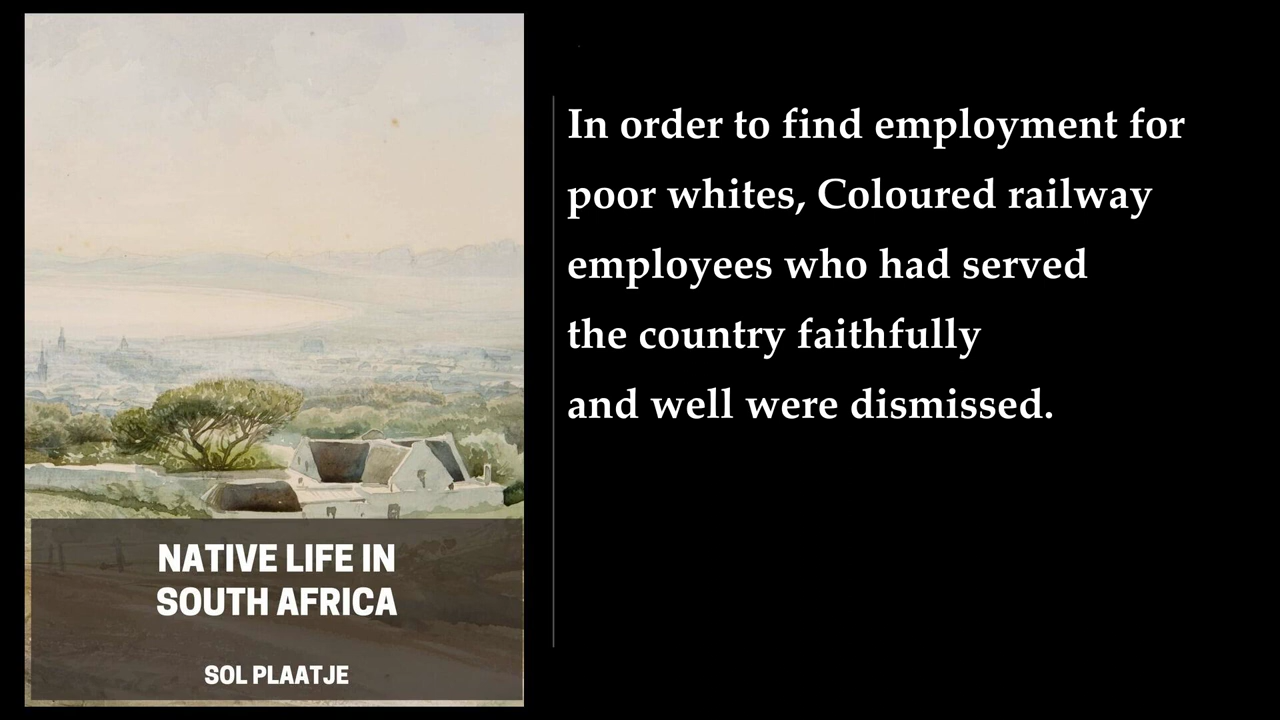 NATIVE LIFE IN
SOUTH AFRICA
SOL PLAATJE
In order to find employment for
poor whites, Coloured railway
employees who had served
the country faithfully
and well were dismissed.